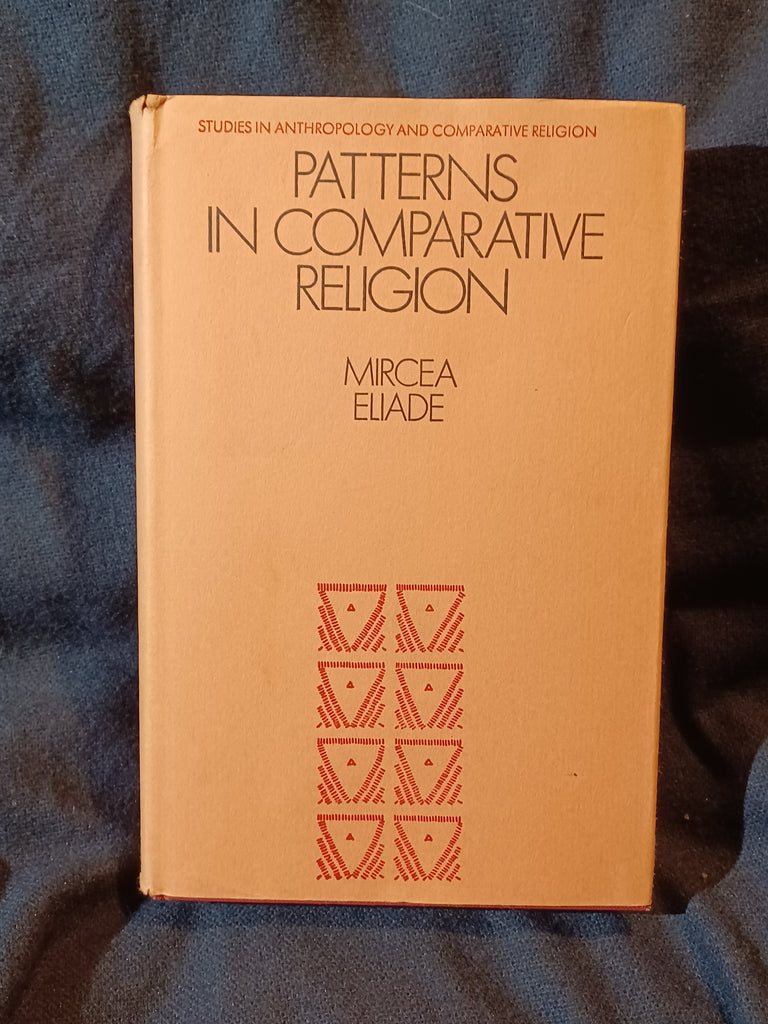 STUDIES IN ANTHROPOLOGY AND COMPARATIVE RELIGION
PATTERNS
IN COMPARATIVE
RELIGION
MIRCEA
ELIADE